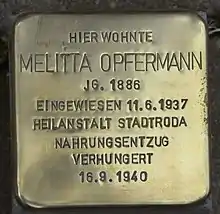 HIER WOHNTE
MELITTA OPFERMANN
JG. 1886
EINGEWIESEN 11.6.1937
HEILANSTALT STADTRODA
NAHRUNGSENTZUG
VERHUNGERT
16.9.1940